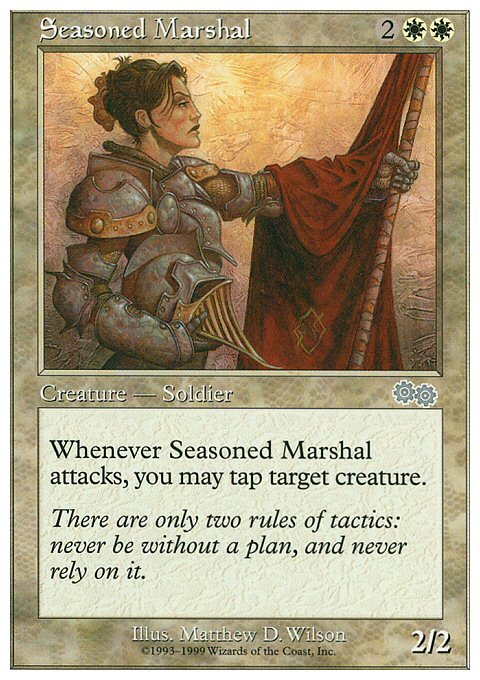 Seasoned Marshal 2
Creature — Soldier
Whenever Seasoned Marshal
attacks, you may tap target creature.
There are only two rules of tactics:
never be without a plan, and never
rely on it.
Illus. Matthew D. Wilson
2/2
©1993–1999 Wizards of the Coast, Inc.